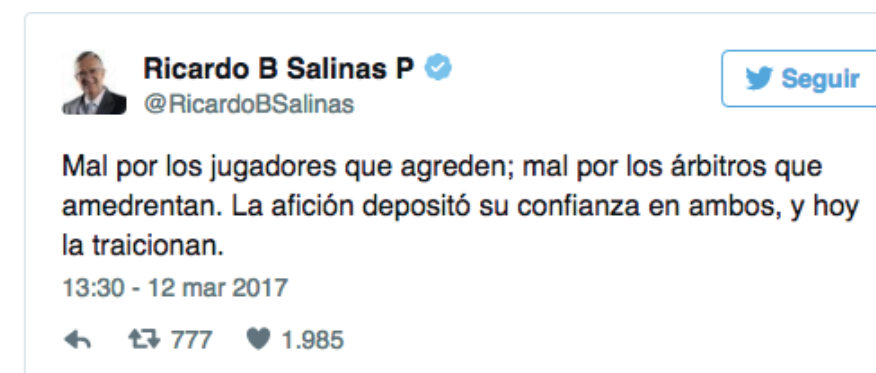 Ricardo B Salinas P
@RicardoBSalinas
Seguir
Mal por los jugadores que agreden; mal por los árbitros que
amedrentan. La afición depositó su confianza en ambos, y hoy
la traicionan.
13:30 - 12 mar 2017
777 1.985